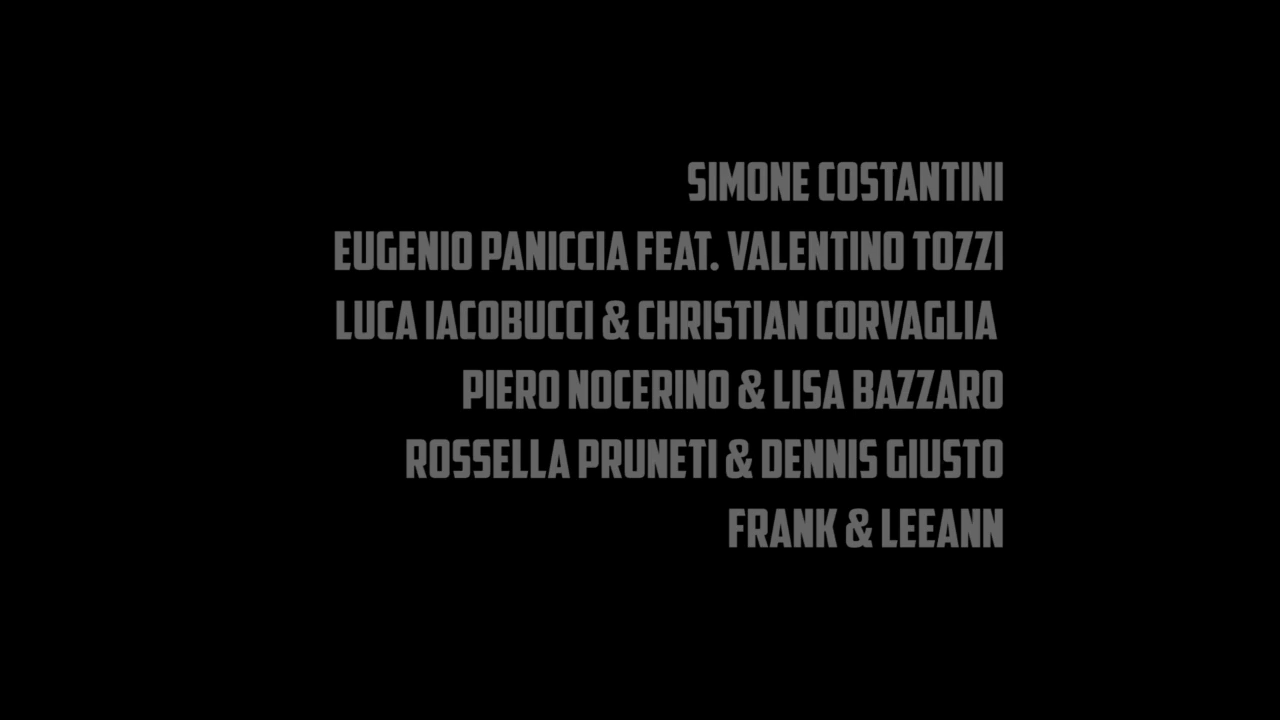 SIMONE COSTANTINI
EUGENIO PANICCIA FEAT. VALENTINO TOZZI
LUCA IACOBUCCI & CHRISTIAN CORVAGLIA
PIERO NOCERINO & LISA BAZZARO
ROSSELLA PRUNETI & DENNIS GIUSTO
FRANK & LEEANN